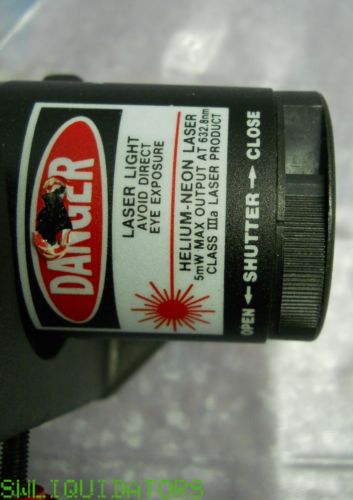 DANGER
LASER LIGHT
AVOID DIRECT
EYE EXPOSURE
HELIUM-NEON LASER
5mW MAX OUTPUT AT 632.8nm
CLASS IIIa LASER PRODUCT
OPEN ← SHUTTER → CLOSE
SWLIQUIDATORS